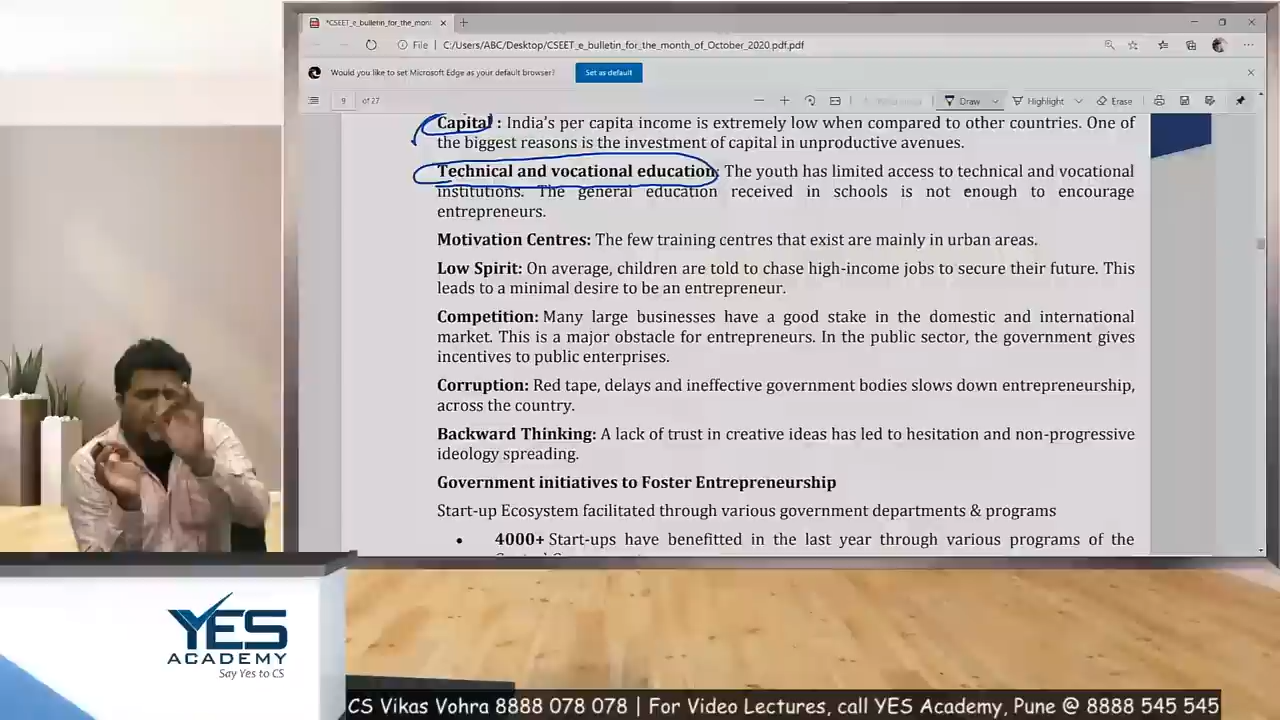 *CSEET_e_bulletin_for_the_mon
File
C:/Users/ABC/Desktop/CSEET_e_bulletin_for_the_month_of_October_2020.pdf.pdf
Would you like to set Microsoft Edge as your default browser?
Set as default
9 of 27
Draw
Highlight
Erase
Capital : India's per capita income is extremely low when compared to other countries. One of
the biggest reasons is the investment of capital in unproductive avenues.
Technical and vocational education: The youth has limited access to technical and vocational
institutions. The general education received in schools is not enough to encourage
entrepreneurs.
Motivation Centres: The few training centres that exist are mainly in urban areas.
Low Spirit: On average, children are told to chase high-income jobs to secure their future. This
leads to a minimal desire to be an entrepreneur.
Competition: Many large businesses have a good stake in the domestic and international
market. This is a major obstacle for entrepreneurs. In the public sector, the government gives
incentives to public enterprises.
Corruption: Red tape, delays and ineffective government bodies slows down entrepreneurship,
across the country.
Backward Thinking: A lack of trust in creative ideas has led to hesitation and non-progressive
ideology spreading.
Government initiatives to Foster Entrepreneurship
Start-up Ecosystem facilitated through various government departments & programs
• 4000+ Start-ups have benefitted in the last year through various programs of the
YES
ACADEMY
Say Yes to CS
CS Vikas Vohra 8888 078 078 | For Video Lectures, call YES Academy, Pune @ 8888 545 545